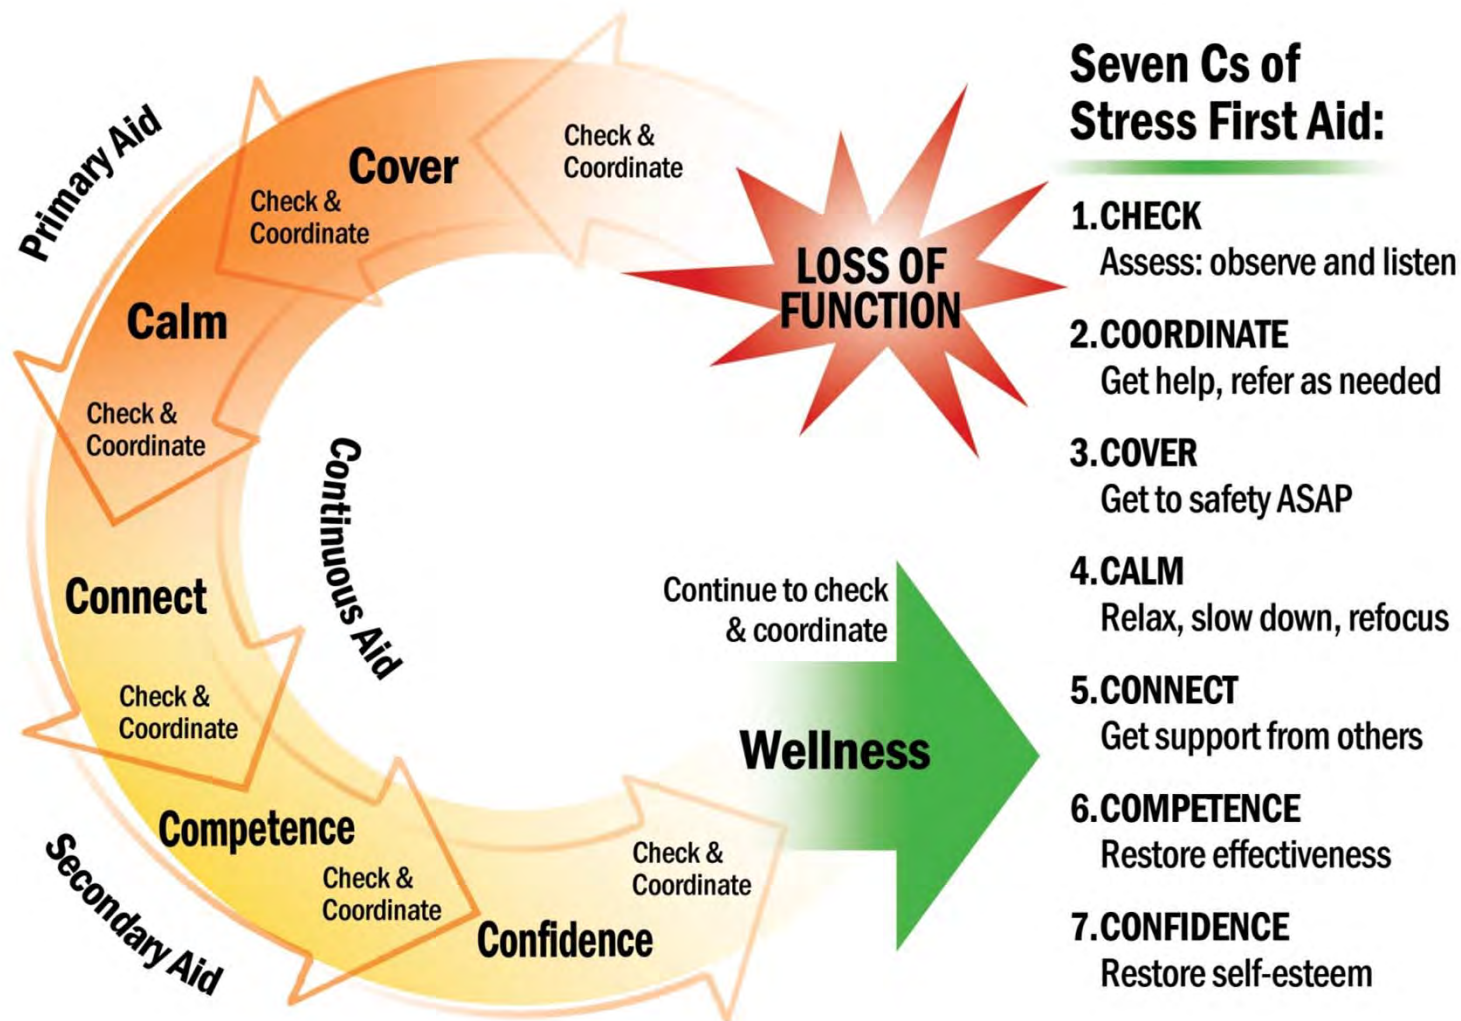 Primary Aid
Cover
Check &
Coordinate
Check &
Coordinate
Calm
Check &
Coordinate
Continuous Aid
Connect
Check &
Coordinate
Competence
Check &
Coordinate
Secondary Aid
Confidence
Check &
Coordinate
LOSS OF
FUNCTION
Continue to check
& coordinate
Wellness
Seven Cs of
Stress First Aid:
1.CHECK
Assess: observe and listen
2.COORDINATE
Get help, refer as needed
3.COVER
Get to safety ASAP
4.CALM
Relax, slow down, refocus
5.CONNECT
Get support from others
6.COMPETENCE
Restore effectiveness
7.CONFIDENCE
Restore self-esteem